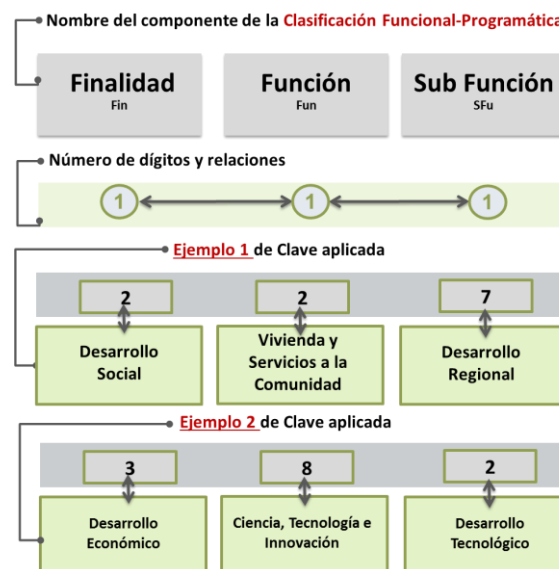 Nombre del componente de la Clasificación Funcional-Programática
Finalidad
Fin
Función
Fun
Sub Función
SFu
Número de dígitos y relaciones
1
1
1
Ejemplo 1 de Clave aplicada
2
2
7
Desarrollo
Social
Vivienda y
Servicios a la
Comunidad
Desarrollo
Regional
Ejemplo 2 de Clave aplicada
3
8
2
Desarrollo
Económico
Ciencia, Tecnología e
Innovación
Desarrollo
Tecnológico